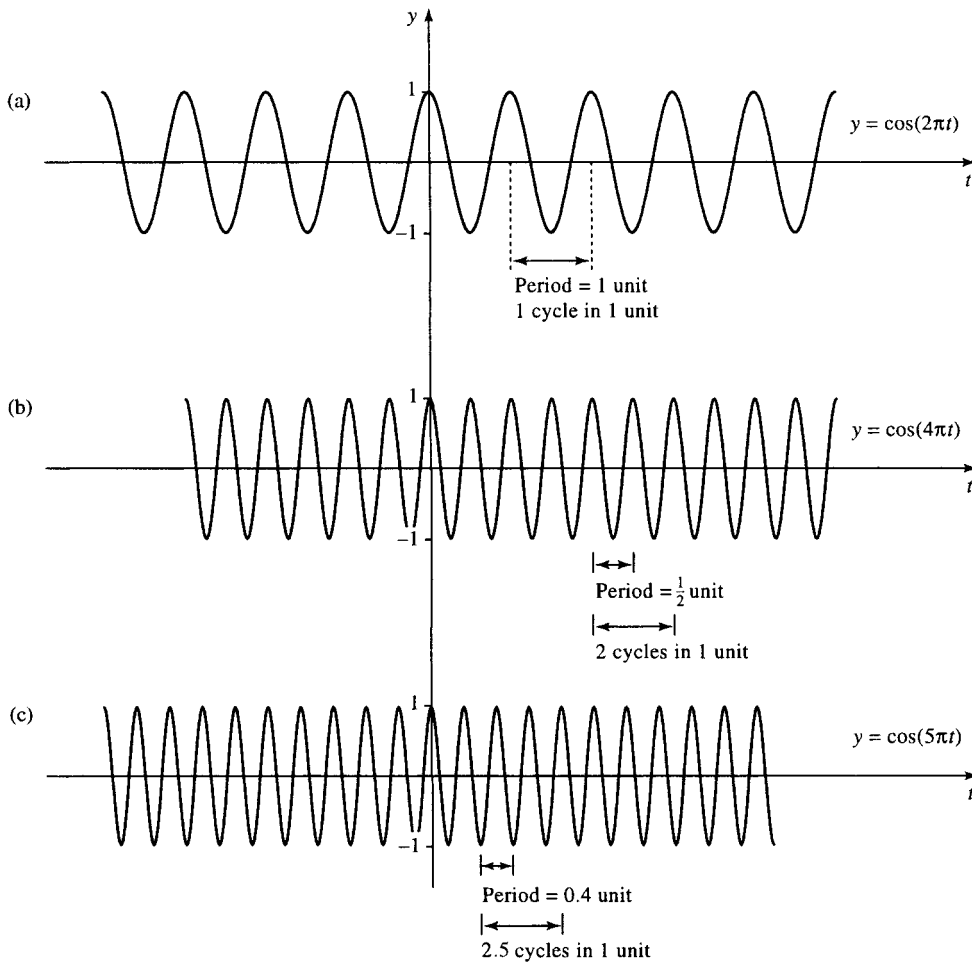 y
(a)
1
y = cos(2πt)
t
−1
Period = 1 unit
1 cycle in 1 unit
(b)
1
y = cos(4πt)
t
−1
Period = 1/2 unit
2 cycles in 1 unit
(c)
1
y = cos(5πt)
t
−1
Period = 0.4 unit
2.5 cycles in 1 unit